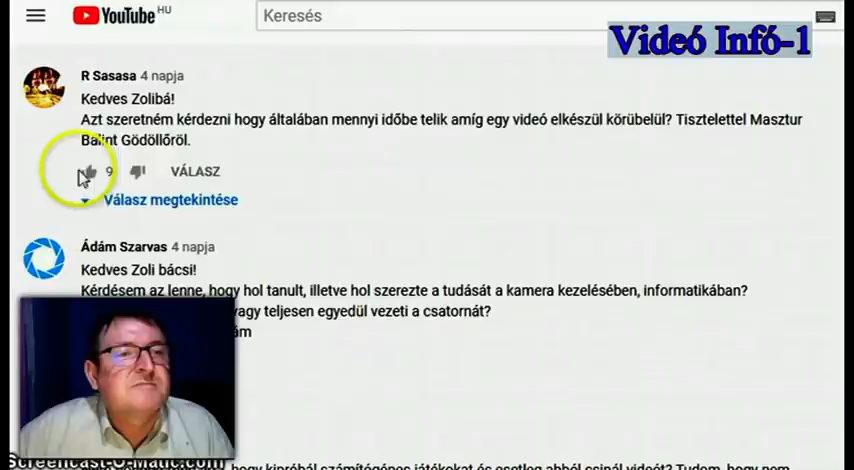 YouTube HU
Keresés
Videó Infó-1
R Sasasa 4 napja
Kedves Zolibá!
Azt szeretném kérdezni hogy általában mennyi időbe telik amíg egy videó elkészül körübelül? Tisztelettel Masztur
Bálint Gödöllőről.
9 VÁLASZ
Válasz megtekintése
Ádám Szarvas 4 napja
Kedves Zoli bácsi!
Kérdésem az lenne, hogy hol tanult, illetve hol szerezte a tudását a kamera kezelésében, informatikában?
vagy teljesen egyedül vezeti a csatornát?
ám
Screencast-O-Matic.com
hogy kipróbál számítógépes játékokat és esetleg abból csinál videót? Tudom, hogy nem